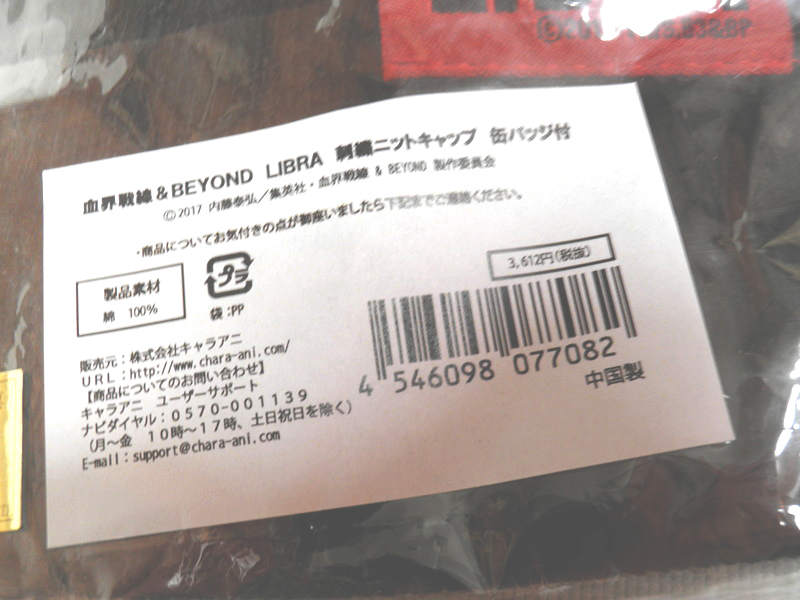 血界戦線&BEYOND LIBRA 刺繍ニットキャップ 缶バッジ付
©2017 内藤泰弘/集英社・血界戦線 & BEYOND 製作委員会
・商品についてお気付きの点が御座いましたら下記までご連絡ください。
製品素材
綿 100%
プラ
袋:PP
3,612円(税抜)
販売元:株式会社キャラアニ
URL:http://www.chara-ani.com/
【商品についてのお問い合わせ】
キャラアニ ユーザーサポート
ナビダイヤル:0570-001139
(月~金 10時~17時、土日祝日を除く)
E-mail:support@chara-ani.com
4 546098 077082
中国製